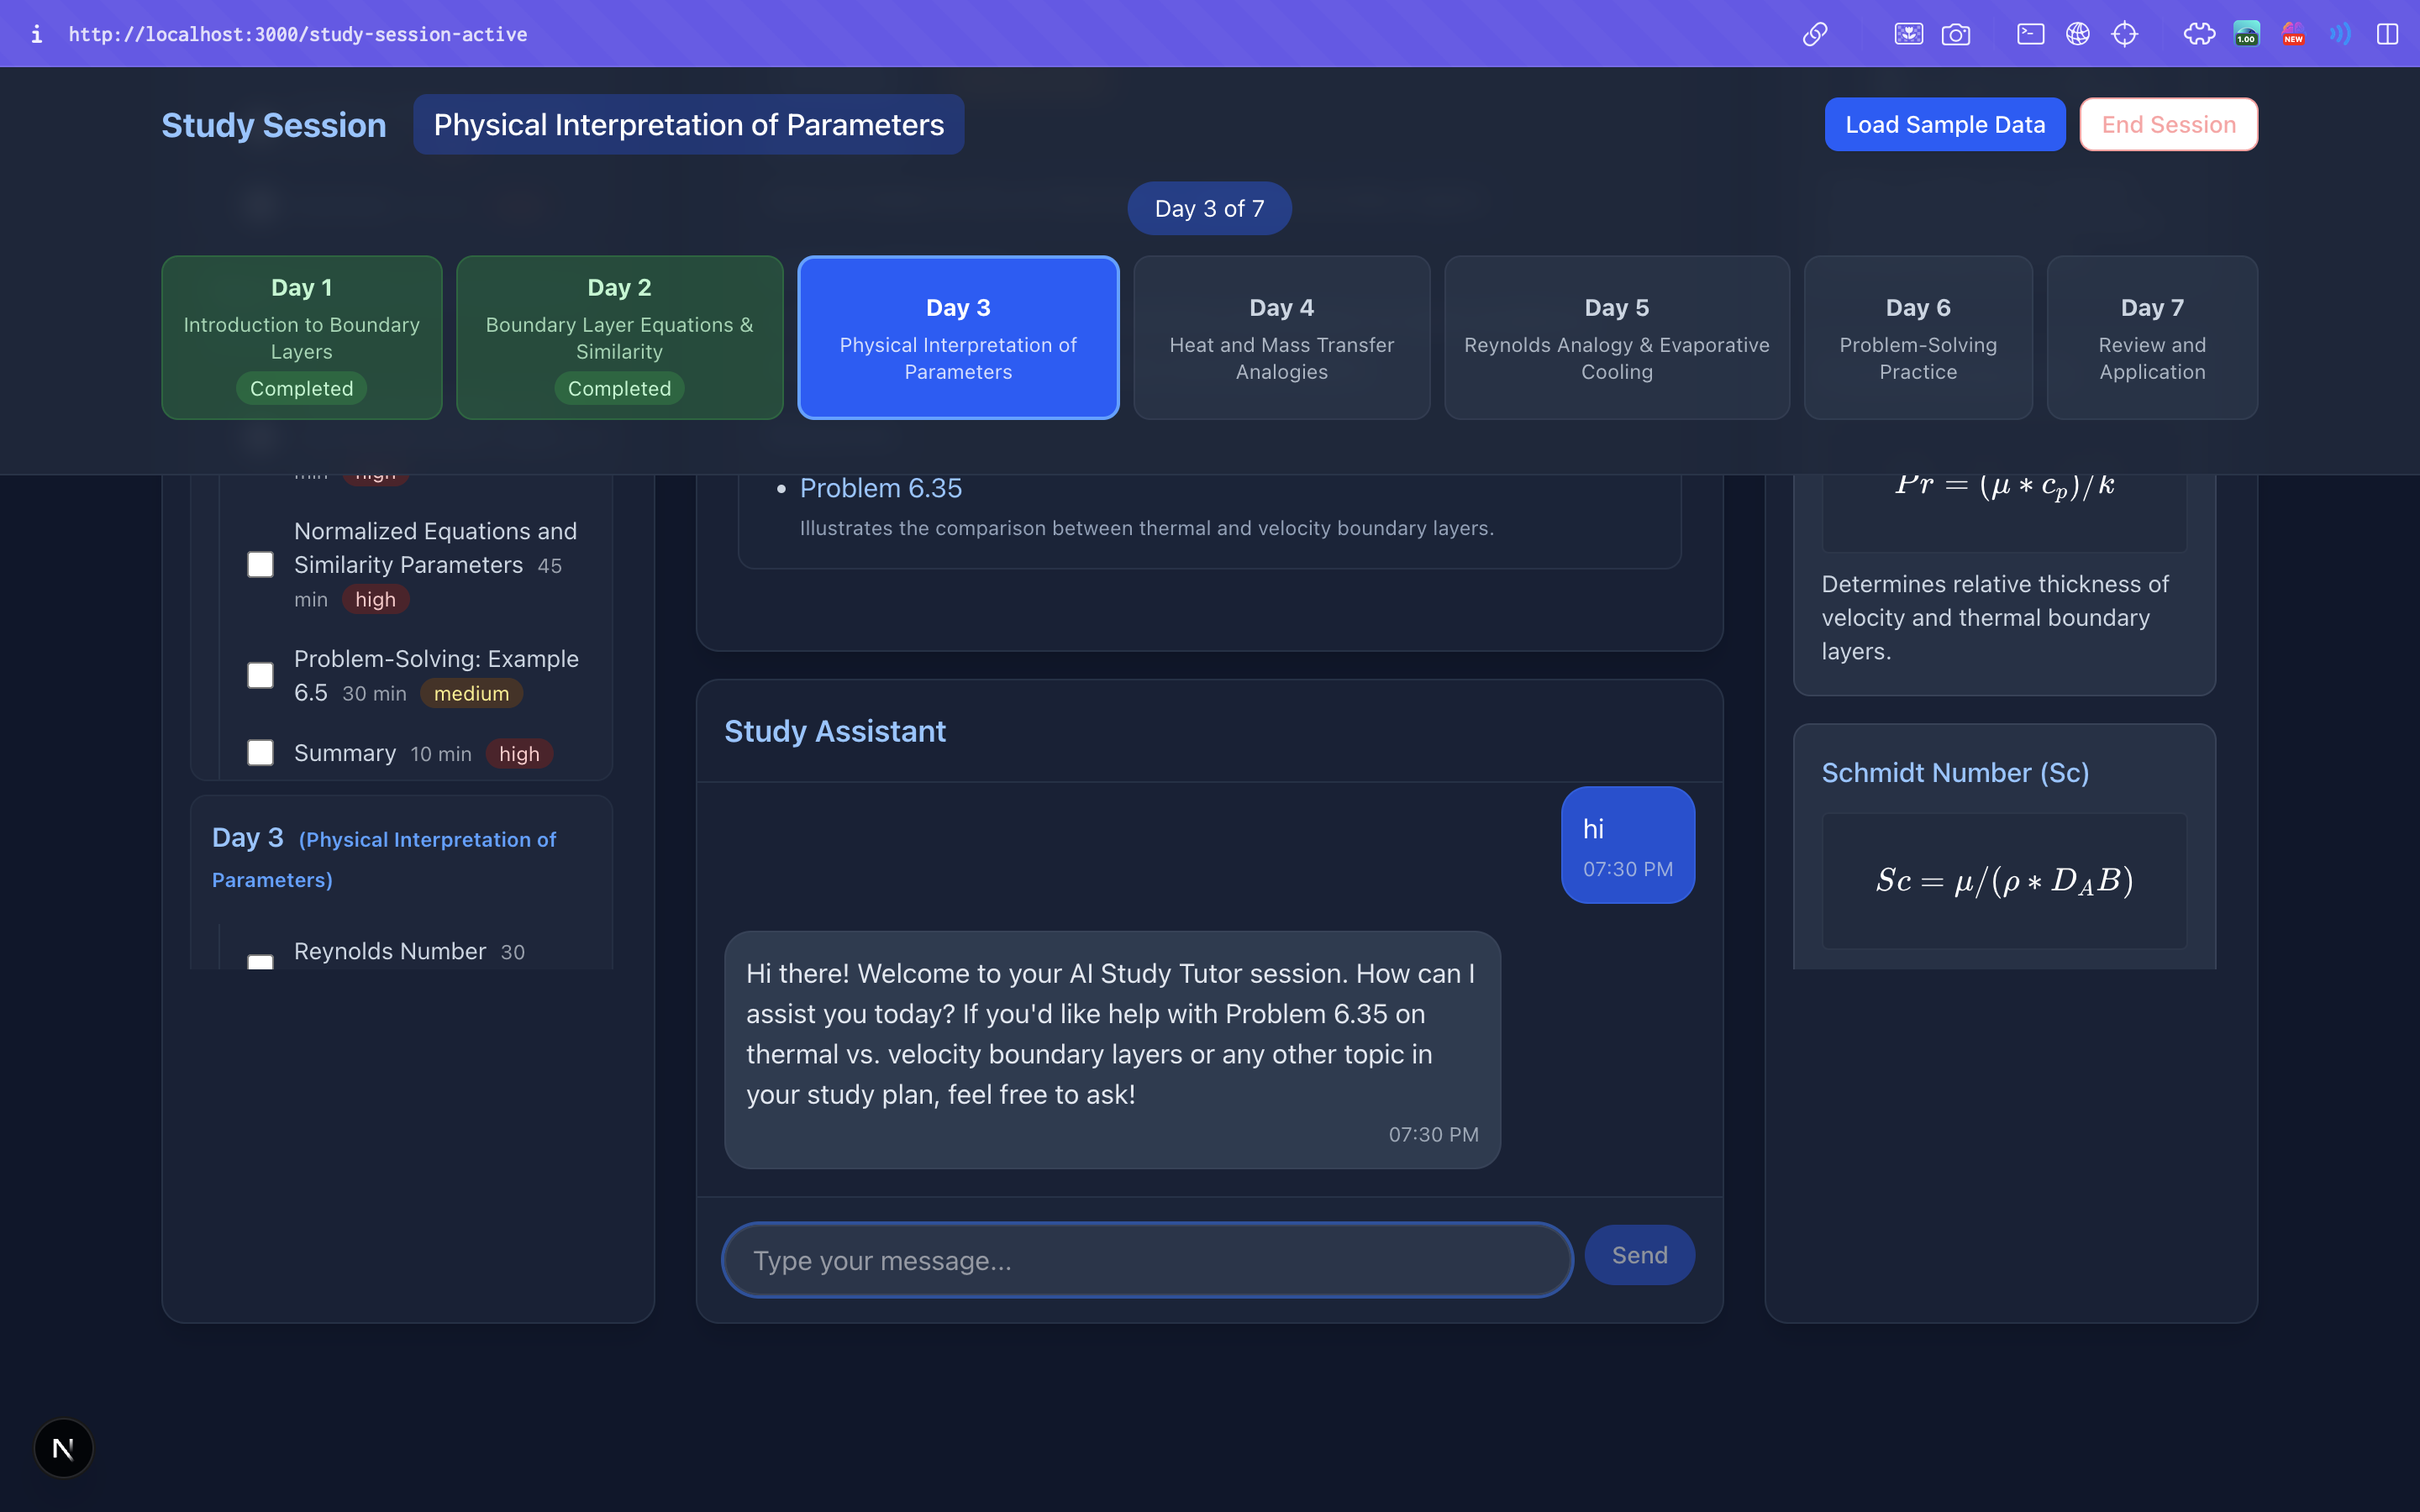 http://localhost:3000/study-session-active
1.00
NEW
Study Session
Physical Interpretation of Parameters
Load Sample Data
End Session
Day 3 of 7
Day 1
Introduction to Boundary
Layers
Completed
Day 2
Boundary Layer Equations &
Similarity
Completed
Day 3
Physical Interpretation of
Parameters
Day 4
Heat and Mass Transfer
Analogies
Day 5
Reynolds Analogy & Evaporative
Cooling
Day 6
Problem-Solving
Practice
Day 7
Review and
Application
min high
Normalized Equations and
Similarity Parameters 45
min high
Problem-Solving: Example
6.5 30 min medium
Summary 10 min high
Day 3 (Physical Interpretation of
Parameters)
Reynolds Number 30
• Problem 6.35
Illustrates the comparison between thermal and velocity boundary layers.
Study Assistant
hi
07:30 PM
Hi there! Welcome to your AI Study Tutor session. How can I
assist you today? If you'd like help with Problem 6.35 on
thermal vs. velocity boundary layers or any other topic in
your study plan, feel free to ask!
07:30 PM
Type your message...
Send
Pr = (μ * c_p)/k
Determines relative thickness of
velocity and thermal boundary
layers.
Schmidt Number (Sc)
Sc = μ/(ρ * D_A B)
N